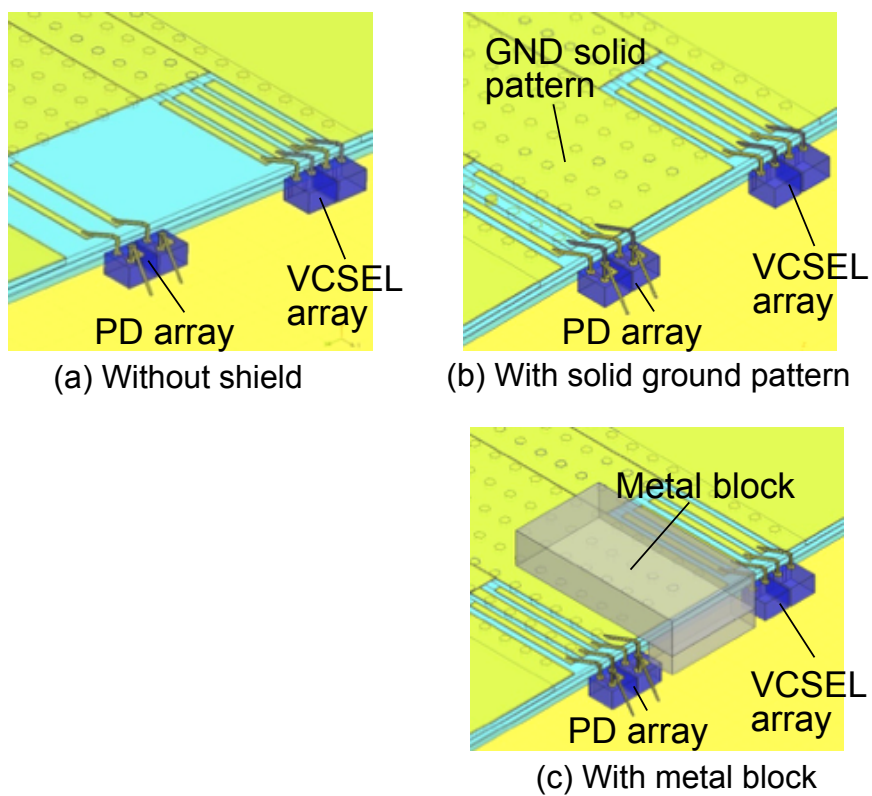 VCSEL
array
PD array
(a) Without shield
GND solid
pattern
VCSEL
array
PD array
(b) With solid ground pattern
Metal block
VCSEL
array
PD array
(c) With metal block